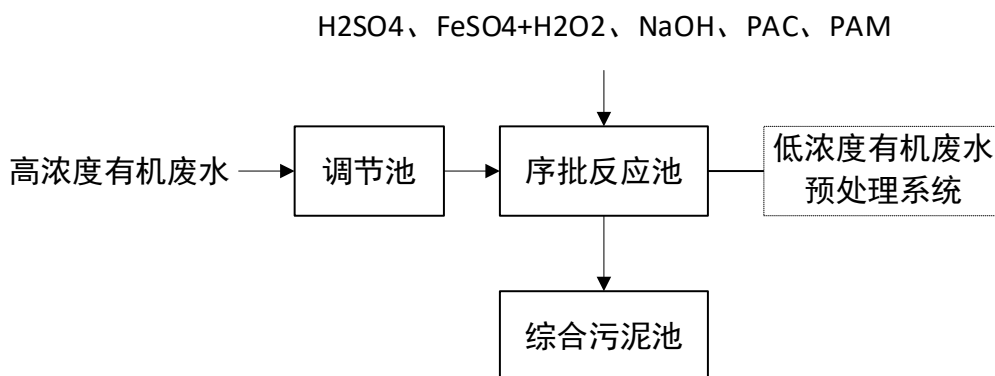 H2SO4、FeSO4+H2O2、NaOH、PAC、PAM
高浓度有机废水
调节池
序批反应池
低浓度有机废水
预处理系统
综合污泥池